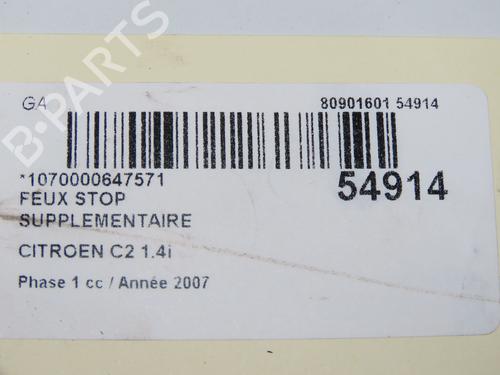 B-PARTS
GA
80901601 54914
*1070000647571
54914
FEUX STOP
SUPPLEMENTAIRE
CITROEN C2 1.4i
Phase 1 cc / Année 2007